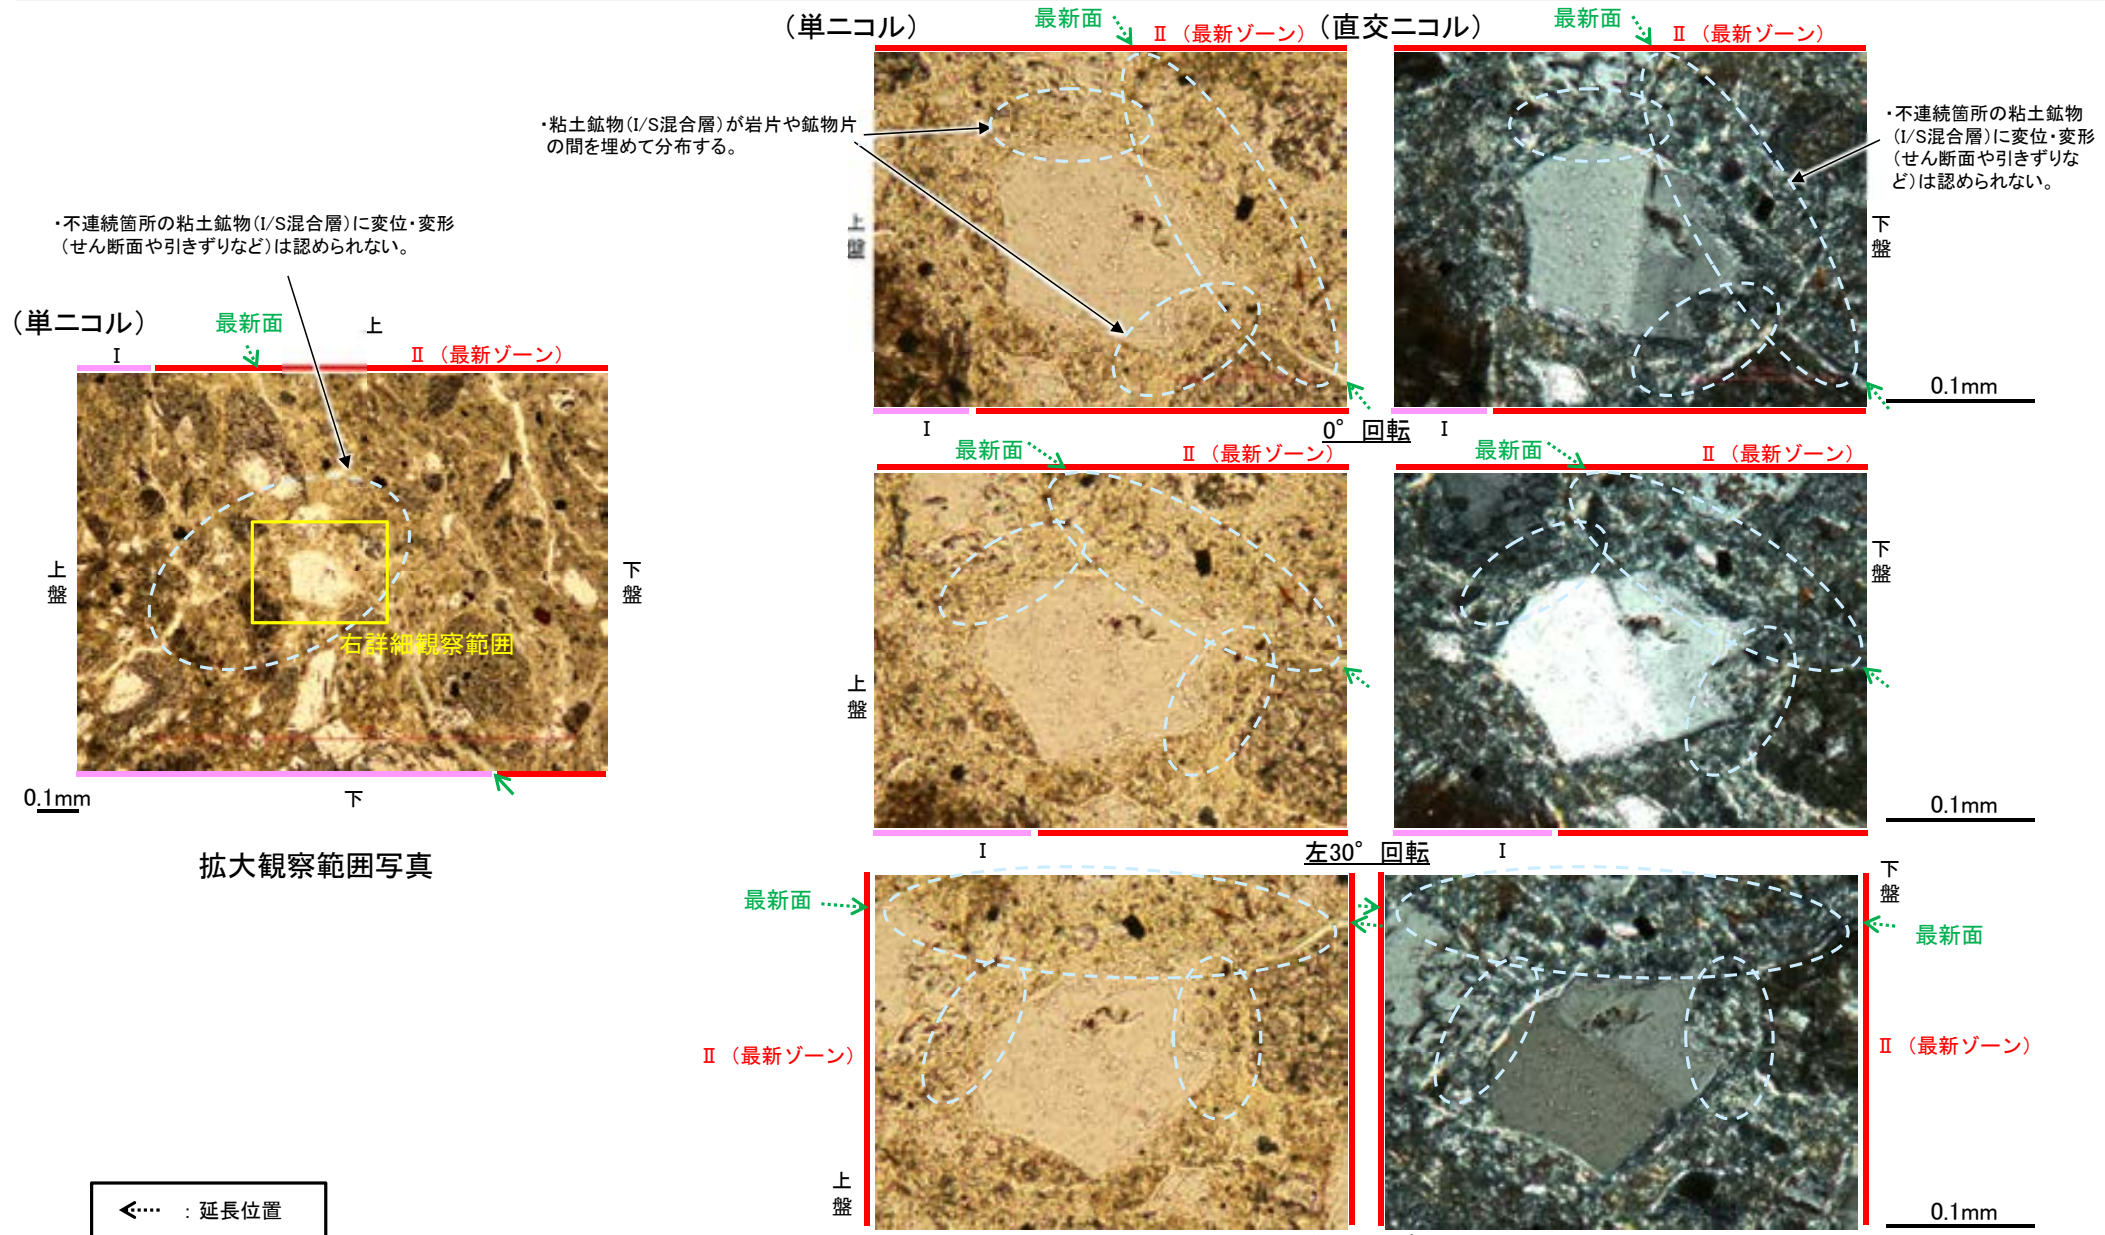 (単ニコル)
最新面
Ⅱ (最新ゾーン)
(直交ニコル)
最新面
Ⅱ (最新ゾーン)
・粘土鉱物(I/S混合層)が岩片や鉱物片
の間を埋めて分布する。
・不連続箇所の粘土鉱物
(I/S混合層)に変位・変形
(せん断面や引きずりな
ど)は認められない。
上
盤
下
盤
・不連続箇所の粘土鉱物(I/S混合層)に変位・変形
(せん断面や引きずりなど)は認められない。
(単ニコル)
最新面
上
Ⅰ
Ⅱ (最新ゾーン)
上
盤
下
盤
右詳細観察範囲
0.1mm
下
拡大観察範囲写真
0.1mm
Ⅰ
0° 回転
Ⅰ
最新面
Ⅱ (最新ゾーン)
最新面
Ⅱ (最新ゾーン)
上
盤
下
盤
0.1mm
Ⅰ
左30° 回転
Ⅰ
最新面
下
盤
最新面
Ⅱ (最新ゾーン)
Ⅱ (最新ゾーン)
上
盤
0.1mm
：延長位置